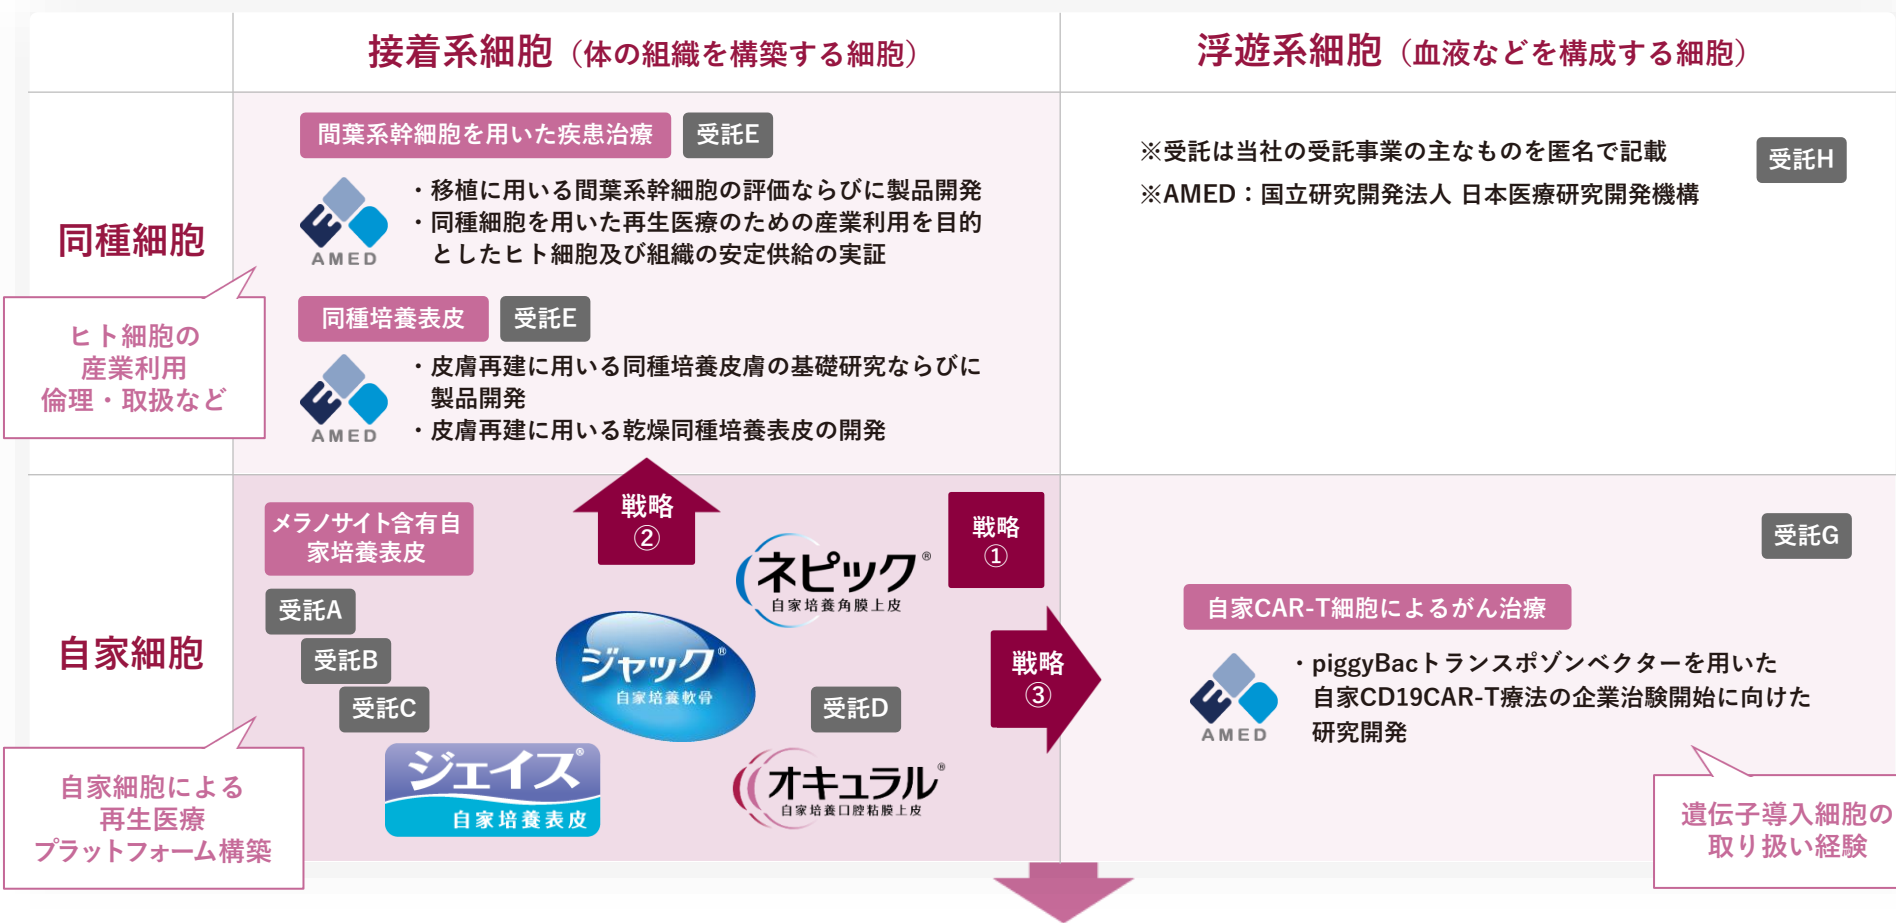 接着系細胞（体の組織を構築する細胞）
浮遊系細胞（血液などを構成する細胞）
同種細胞
間葉系幹細胞を用いた疾患治療
受託E
AMED
・移植に用いる間葉系幹細胞の評価ならびに製品開発
・同種細胞を用いた再生医療のための産業利用を目的
としたヒト細胞及び組織の安定供給の実証
同種培養表皮
受託E
AMED
・皮膚再建に用いる同種培養皮膚の基礎研究ならびに
製品開発
・皮膚再建に用いる乾燥同種培養表皮の開発
※受託は当社の受託事業の主なものを匿名で記載
※AMED：国立研究開発法人 日本医療研究開発機構
受託H
ヒト細胞の
産業利用
倫理・取扱など
自家細胞
メラノサイト含有自
家培養表皮
受託A
受託B
受託C
戦略
②
ネピック®
自家培養角膜上皮
戦略
①
ジャック®
自家培養軟骨
受託D
戦略
③
ジェイス®
自家培養表皮
オキュラル®
自家培養口腔粘膜上皮
自家細胞による
再生医療
プラットフォーム構築
受託G
自家CAR-T細胞によるがん治療
AMED
・piggyBacトランスポゾンベクターを用いた
自家CD19CAR-T療法の企業治験開始に向けた
研究開発
遺伝子導入細胞の
取り扱い経験